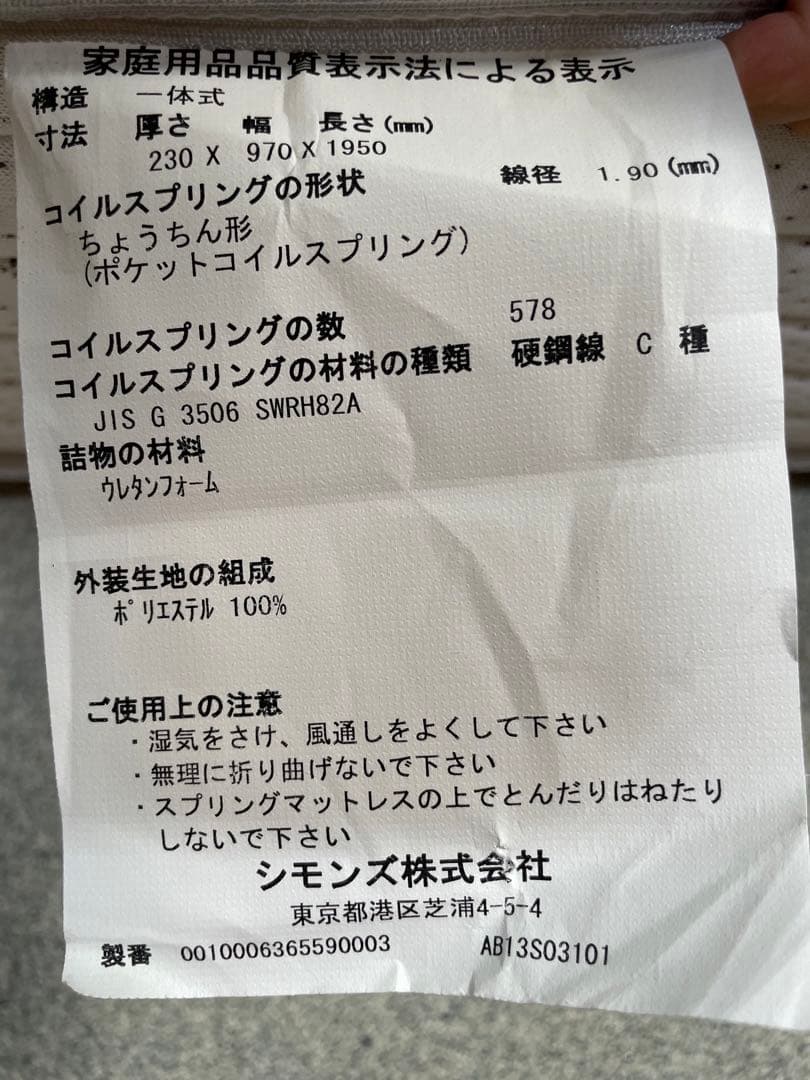 家庭用品品質表示法による表示
構造 一体式
寸法 厚さ 幅 長さ(mm)
230 X 970 X 1950
コイルスプリングの形状 線径 1.90(mm)
ちょうちん形
(ポケットコイルスプリング)
コイルスプリングの数 578
コイルスプリングの材料の種類 硬鋼線 C 種
JIS G 3506 SWRH82A
詰物の材料
ウレタンフォーム
外装生地の組成
ポリエステル 100%
ご使用上の注意
・湿気をさけ、風通しをよくして下さい
・無理に折り曲げないで下さい
・スプリングマットレスの上でとんだりはねたり
しないで下さい
シモンズ株式会社
東京都港区芝浦4-5-4
製番 0010006365590003 AB13S03101